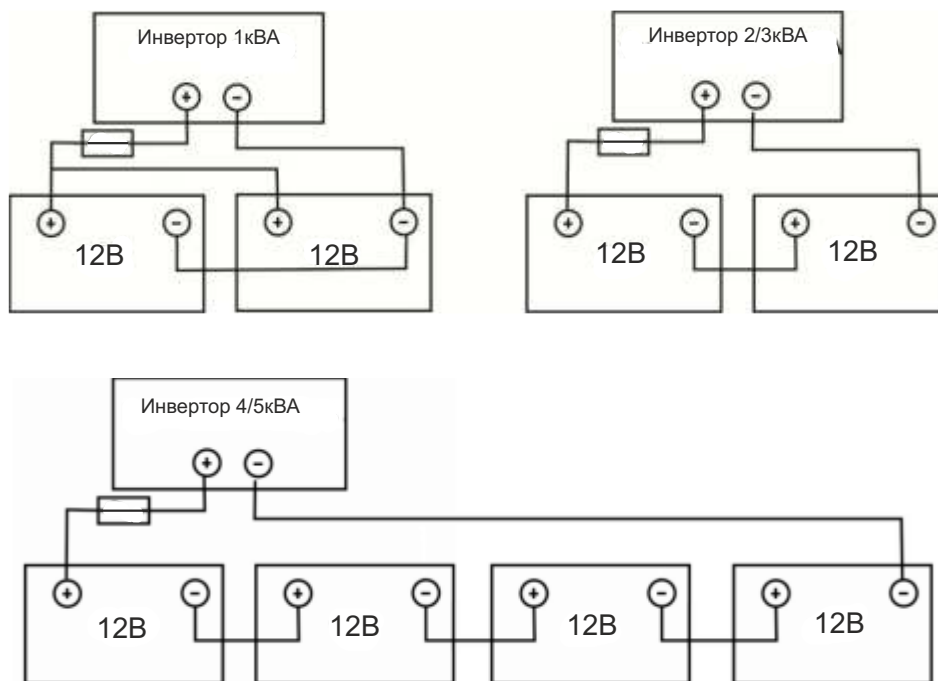 Инвертор 1кВА
Инвертор 2/3кВА
+ −
+ −
+ − + −
+ − + −
12В 12В
12В 12В
Инвертор 4/5кВА
+ −
+ − + − + − + −
12В 12В 12В 12В